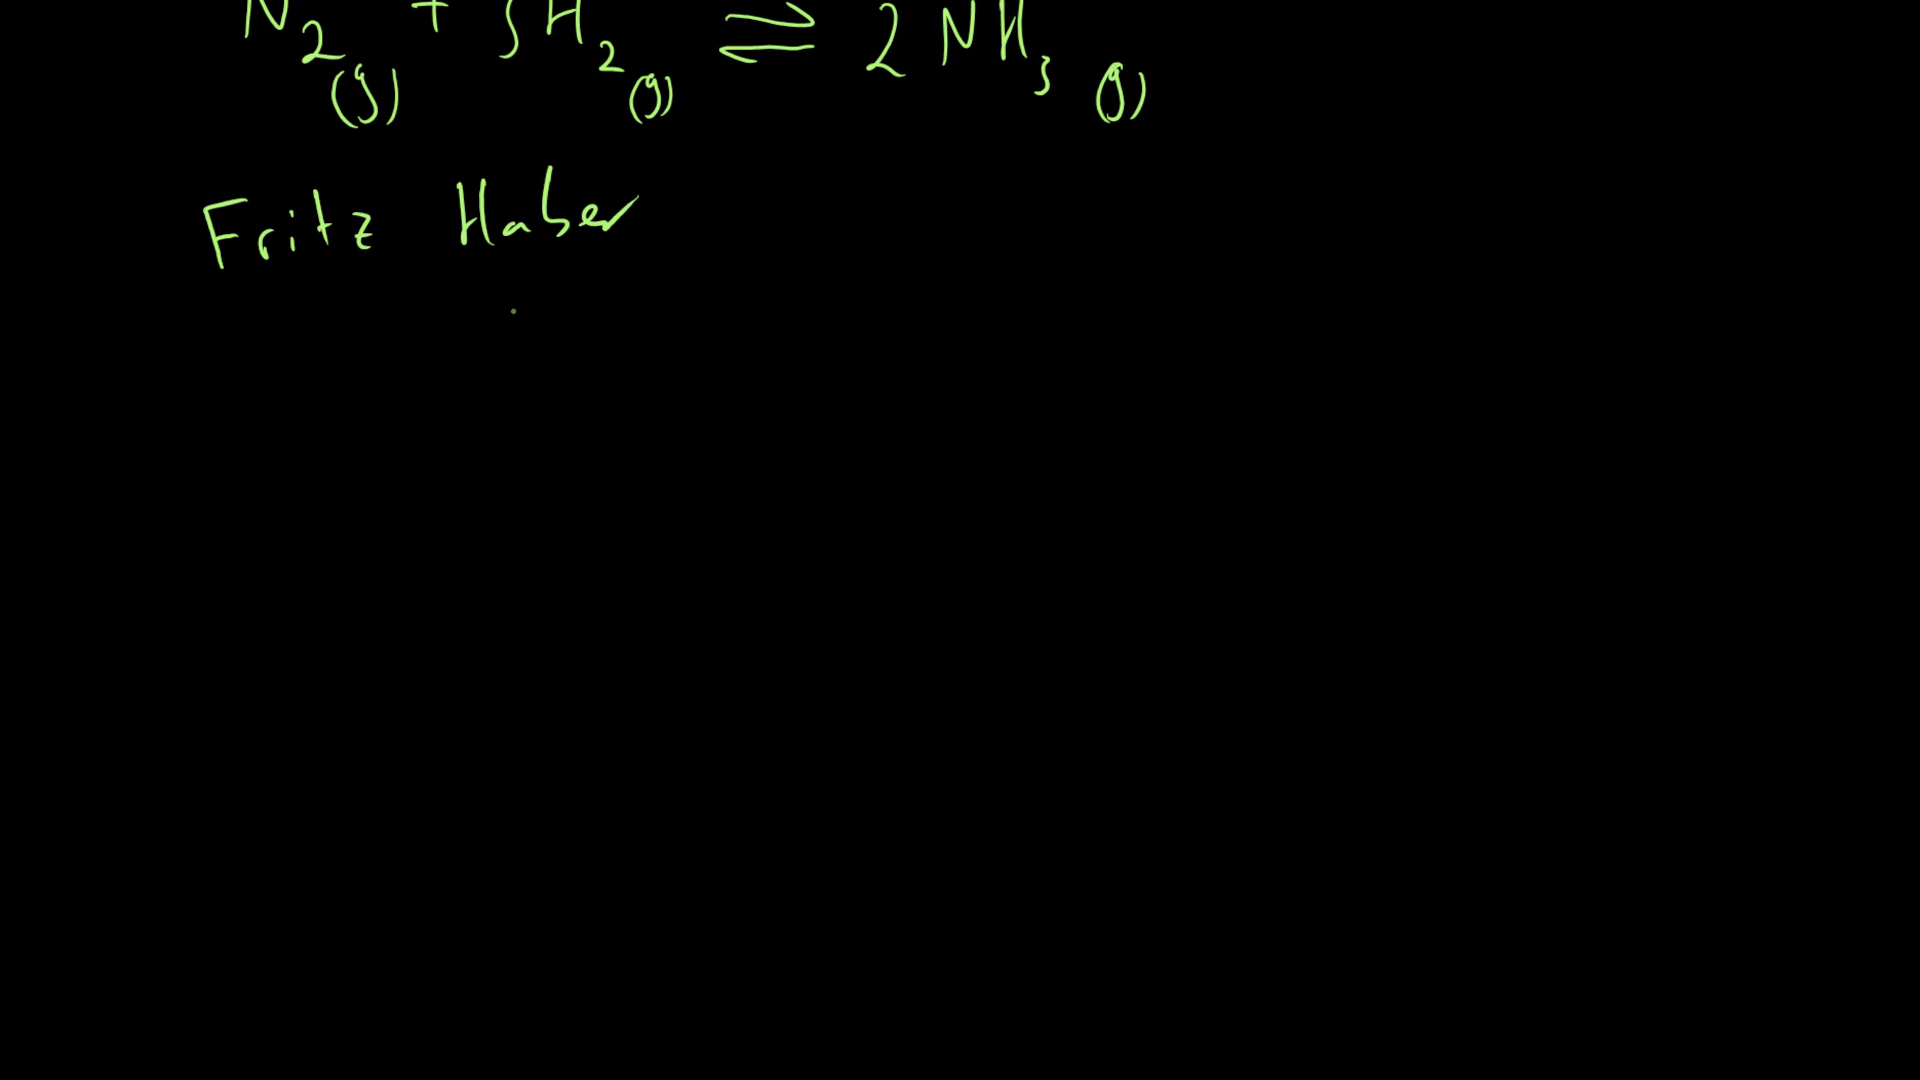 N₂(g) + 3H₂(g) ⇌ 2NH₃(g)
Fritz Haber